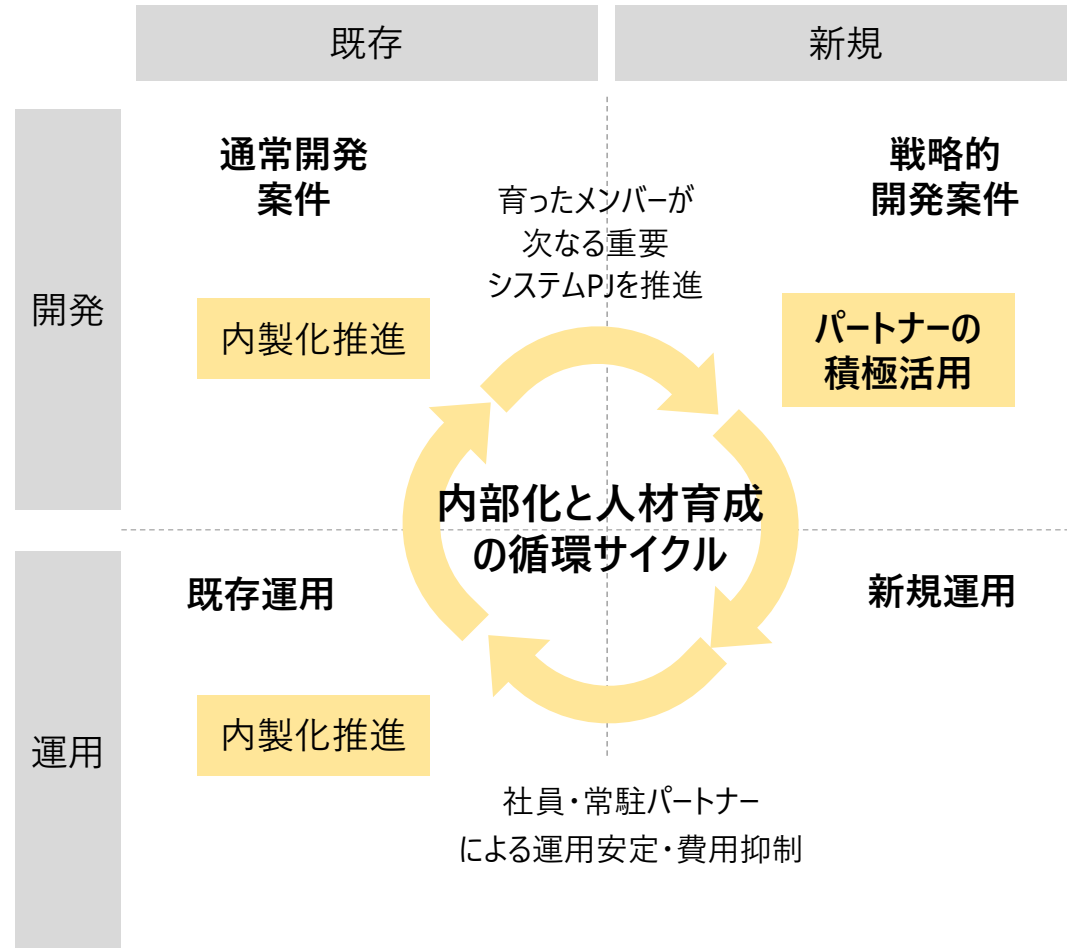 既存
新規
開発
通常開発
案件
育ったメンバーが
次なる重要
システムPJを推進
戦略的
開発案件
内製化推進
パートナーの
積極活用
内部化と人材育成
の循環サイクル
運用
既存運用
新規運用
内製化推進
社員・常駐パートナー
による運用安定・費用抑制